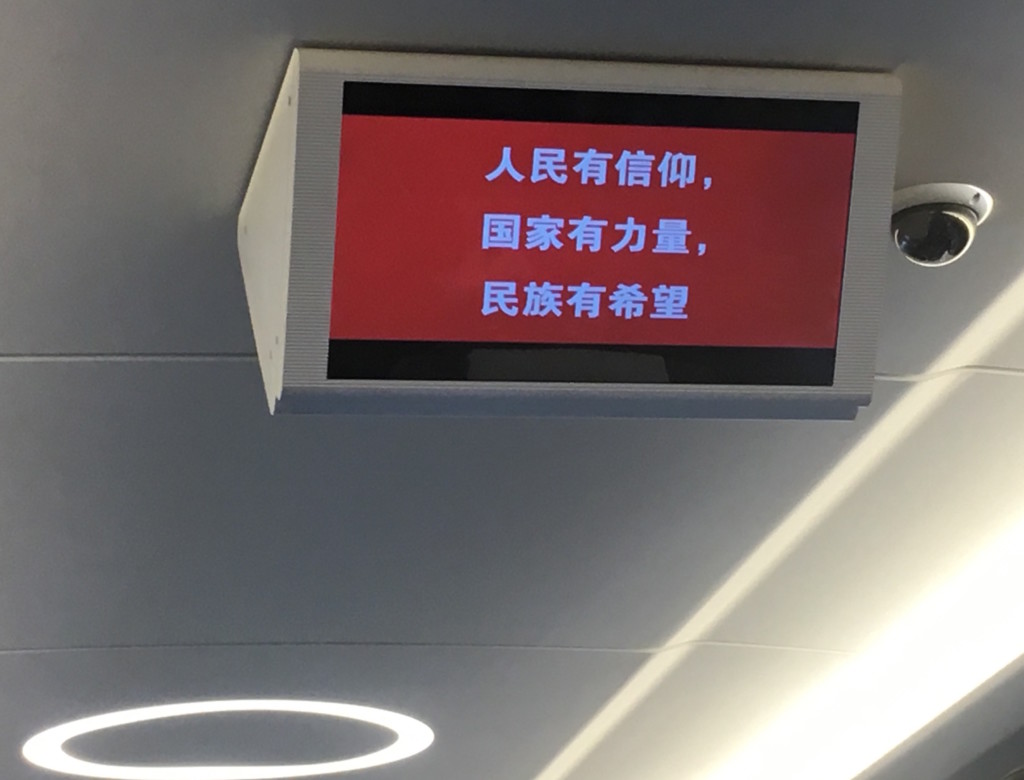 人民有信仰，
国家有力量，
民族有希望